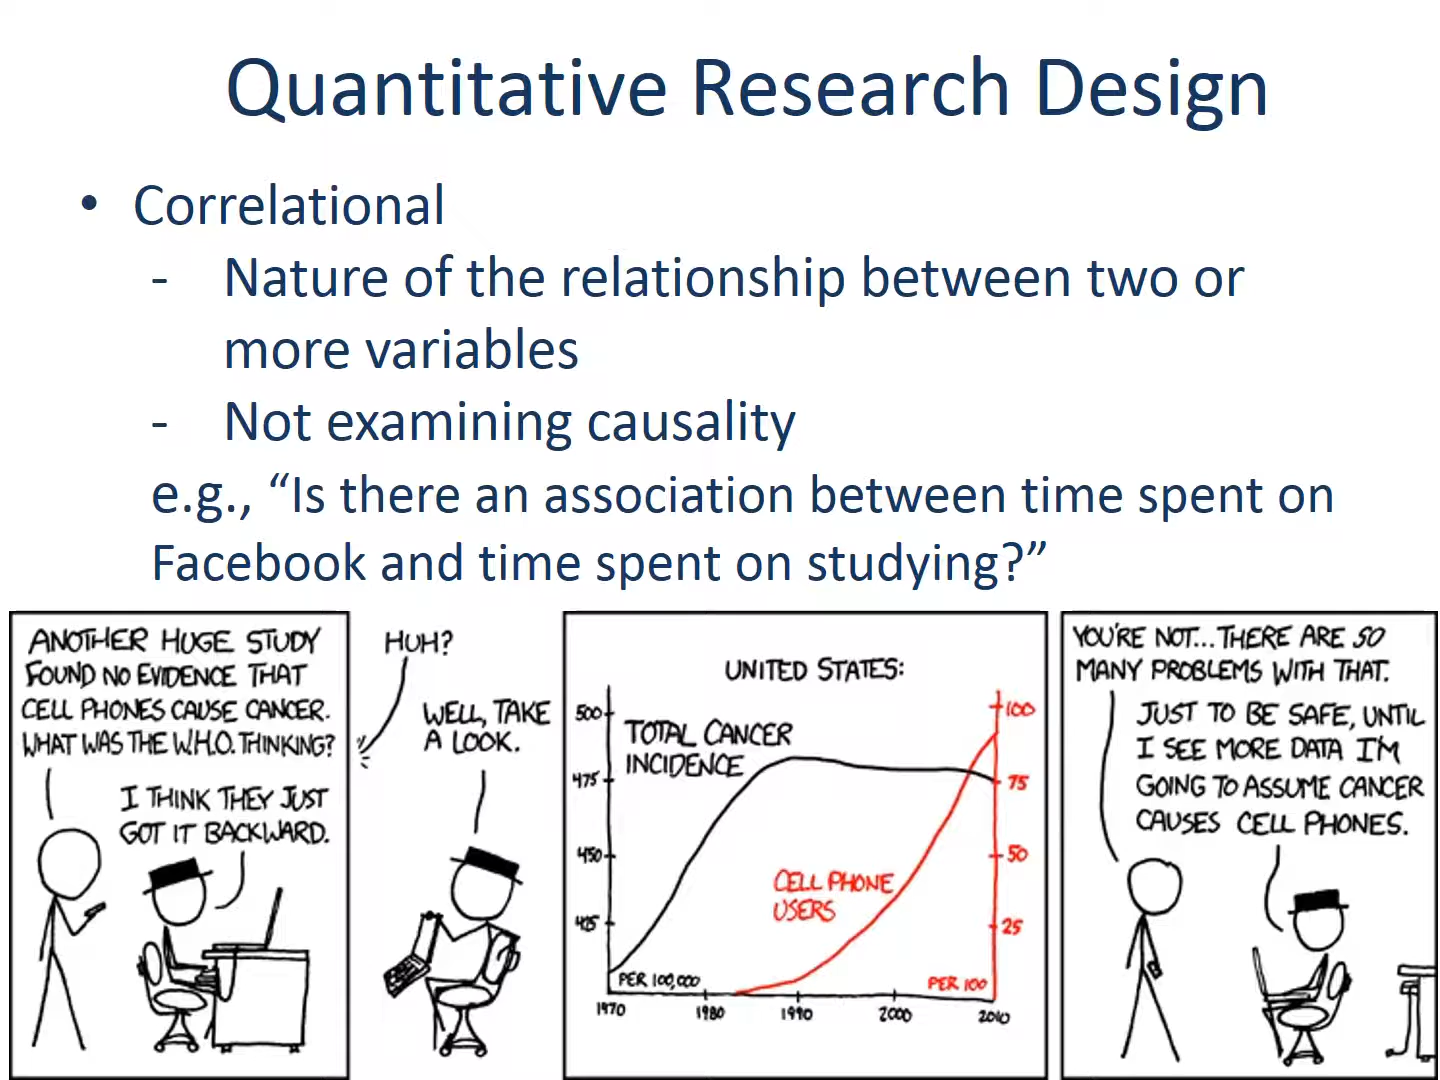 Quantitative Research Design
• Correlational
- Nature of the relationship between two or
more variables
- Not examining causality
e.g., “Is there an association between time spent on
Facebook and time spent on studying?”
ANOTHER HUGE STUDY
FOUND NO EVIDENCE THAT
CELL PHONES CAUSE CANCER.
WHAT WAS THE W.H.O. THINKING?
I THINK THEY JUST
GOT IT BACKWARD.
HUH?
WELL, TAKE
A LOOK.
UNITED STATES:
TOTAL CANCER
INCIDENCE
CELL PHONE
USERS
500
475
450
425
PER 100,000
100
75
50
25
PER 100
1970
1980
1990
2000
2010
YOU'RE NOT... THERE ARE SO
MANY PROBLEMS WITH THAT.
JUST TO BE SAFE, UNTIL
I SEE MORE DATA I'M
GOING TO ASSUME CANCER
CAUSES CELL PHONES.